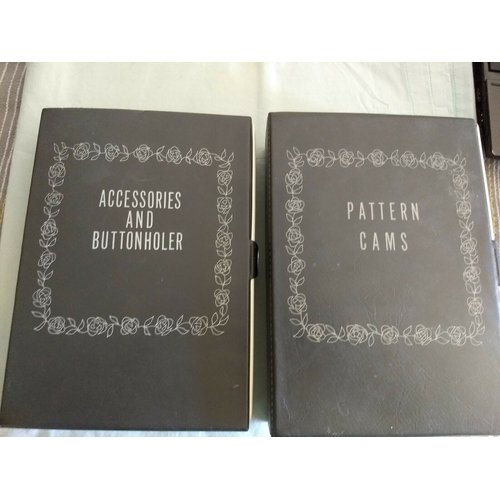 ACCESSORIES
AND
BUTTONHOLER
PATTERN
CAMS